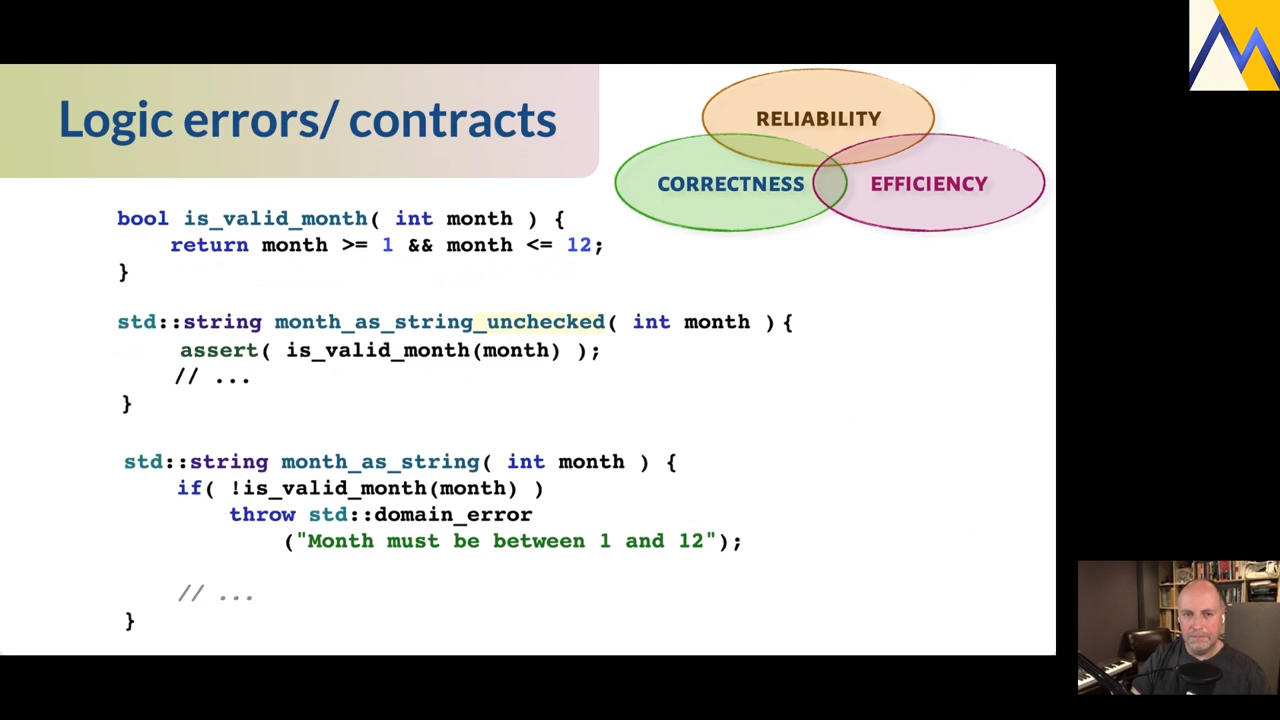 Logic errors/ contracts
RELIABILITY
CORRECTNESS
EFFICIENCY
bool is_valid_month( int month ) {
    return month >= 1 && month <= 12;
}
std::string month_as_string_unchecked( int month ){
    assert( is_valid_month(month) );
    // ...
}
std::string month_as_string( int month ) {
    if( !is_valid_month(month) )
        throw std::domain_error
            ("Month must be between 1 and 12");
    // ...
}